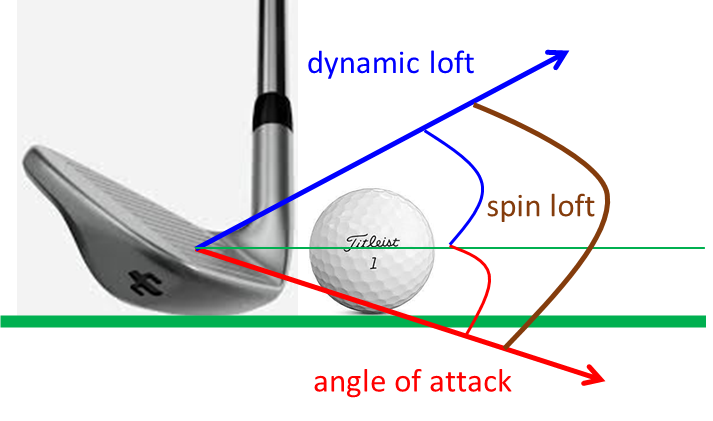 dynamic loft
spin loft
Titleist
1
angle of attack